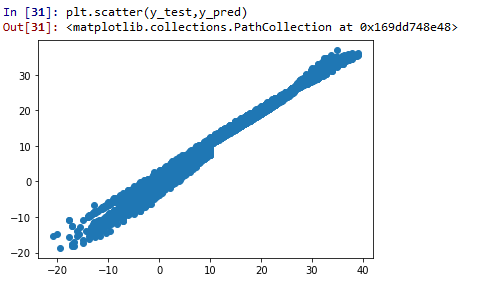 In [31]: plt.scatter(y_test,y_pred)
Out[31]: <matplotlib.collections.PathCollection at 0x169dd748e48>
30
20
10
0
−10
−20
−20 −10 0 10 20 30 40